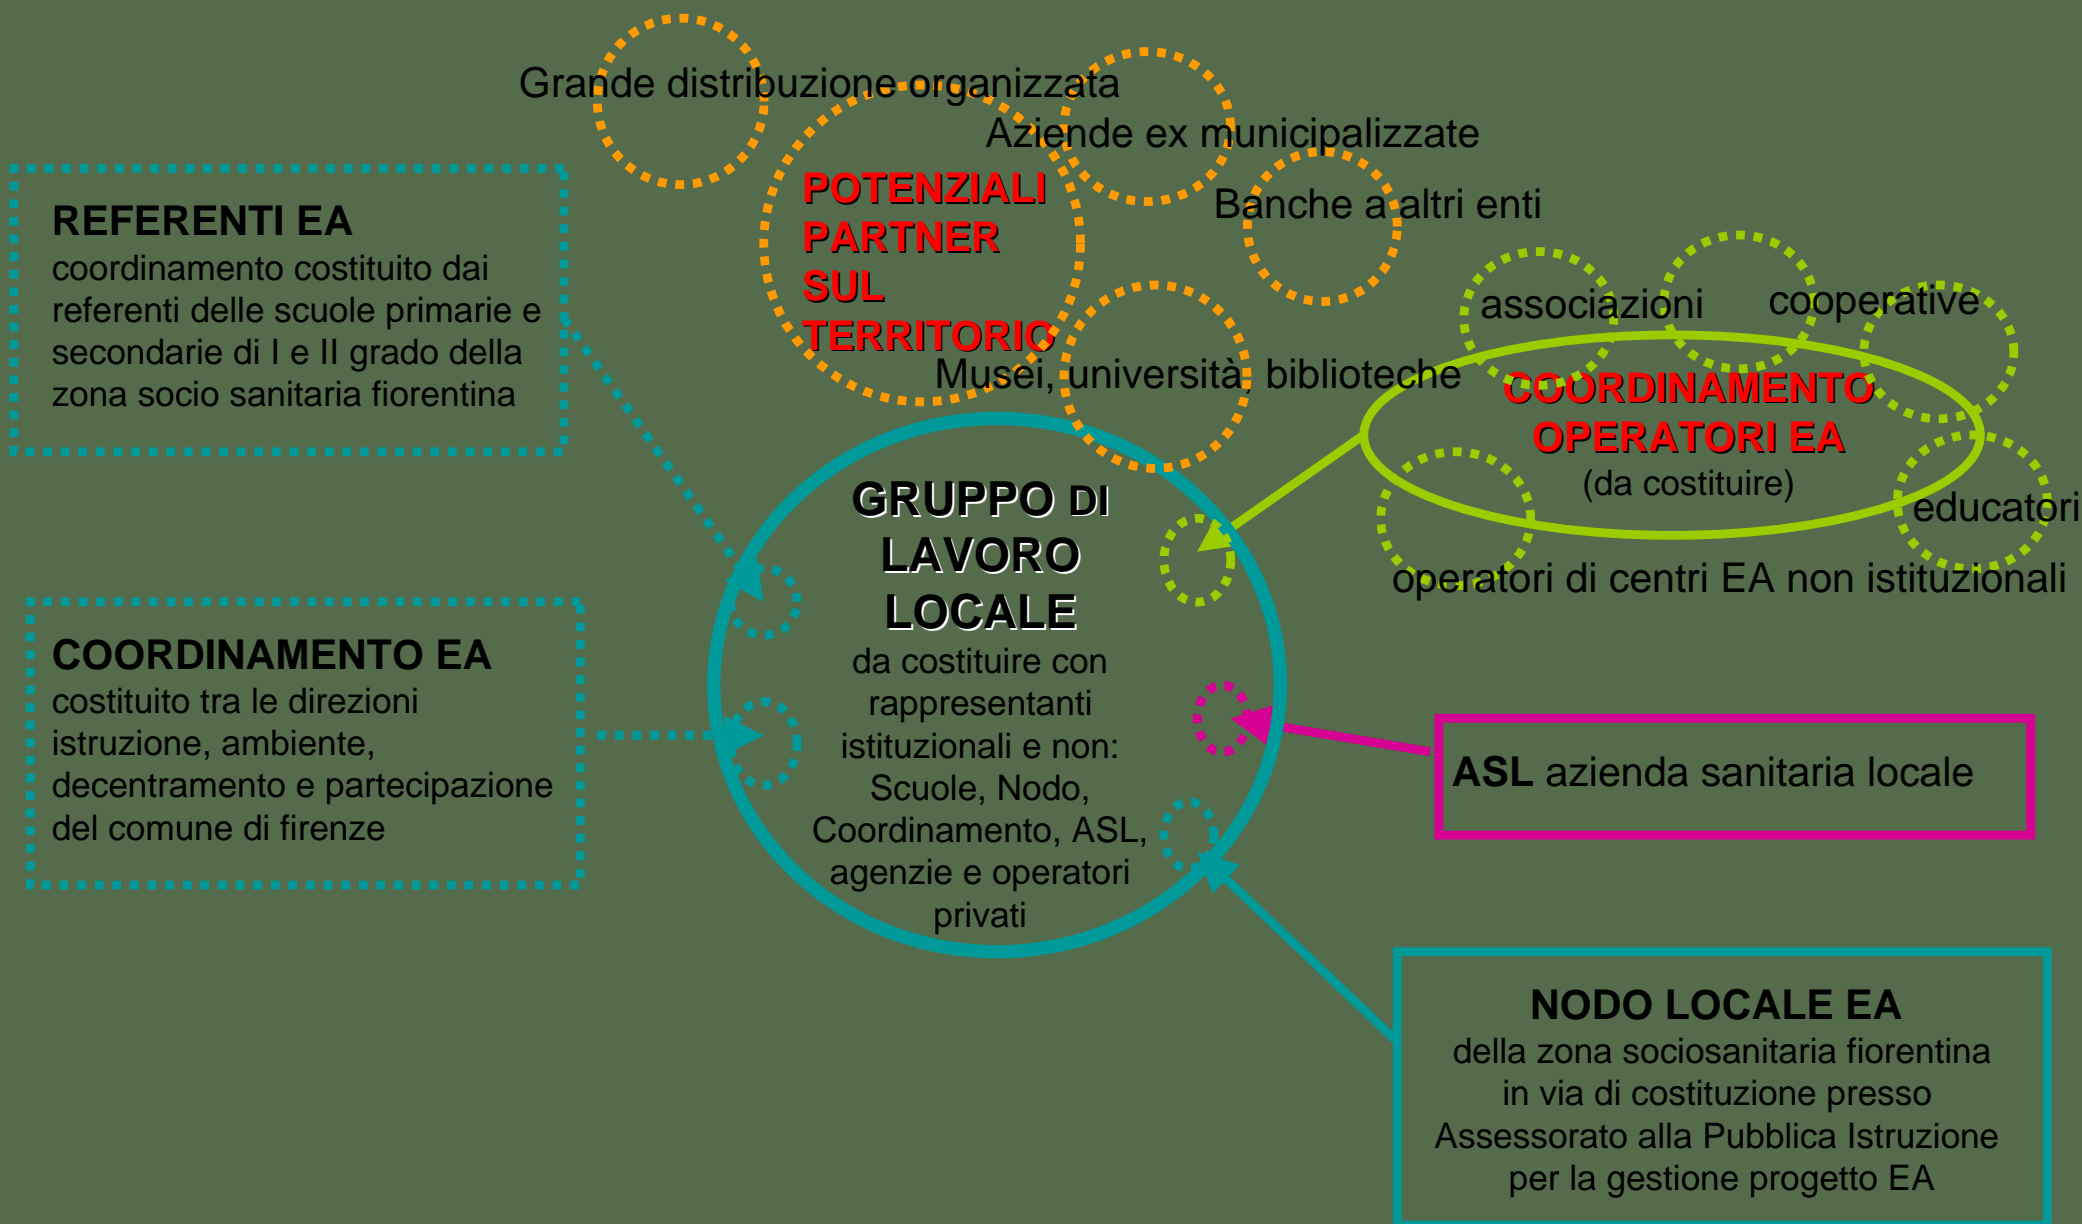 Grande distribuzione organizzata
Aziende ex municipalizzate
Banche a altri enti
POTENZIALI
PARTNER
SUL
TERRITORIO
Musei, università, biblioteche
REFERENTI EA
coordinamento costituito dai
referenti delle scuole primarie e
secondarie di I e II grado della
zona socio sanitaria fiorentina
associazioni
cooperative
COORDINAMENTO
OPERATORI EA
(da costituire)
educatori
operatori di centri EA non istituzionali
GRUPPO DI
LAVORO
LOCALE
da costituire con
rappresentanti
istituzionali e non:
Scuole, Nodo,
Coordinamento, ASL,
agenzie e operatori
privati
COORDINAMENTO EA
costituito tra le direzioni
istruzione, ambiente,
decentramento e partecipazione
del comune di firenze
ASL azienda sanitaria locale
NODO LOCALE EA
della zona sociosanitaria fiorentina
in via di costituzione presso
Assessorato alla Pubblica Istruzione
per la gestione progetto EA